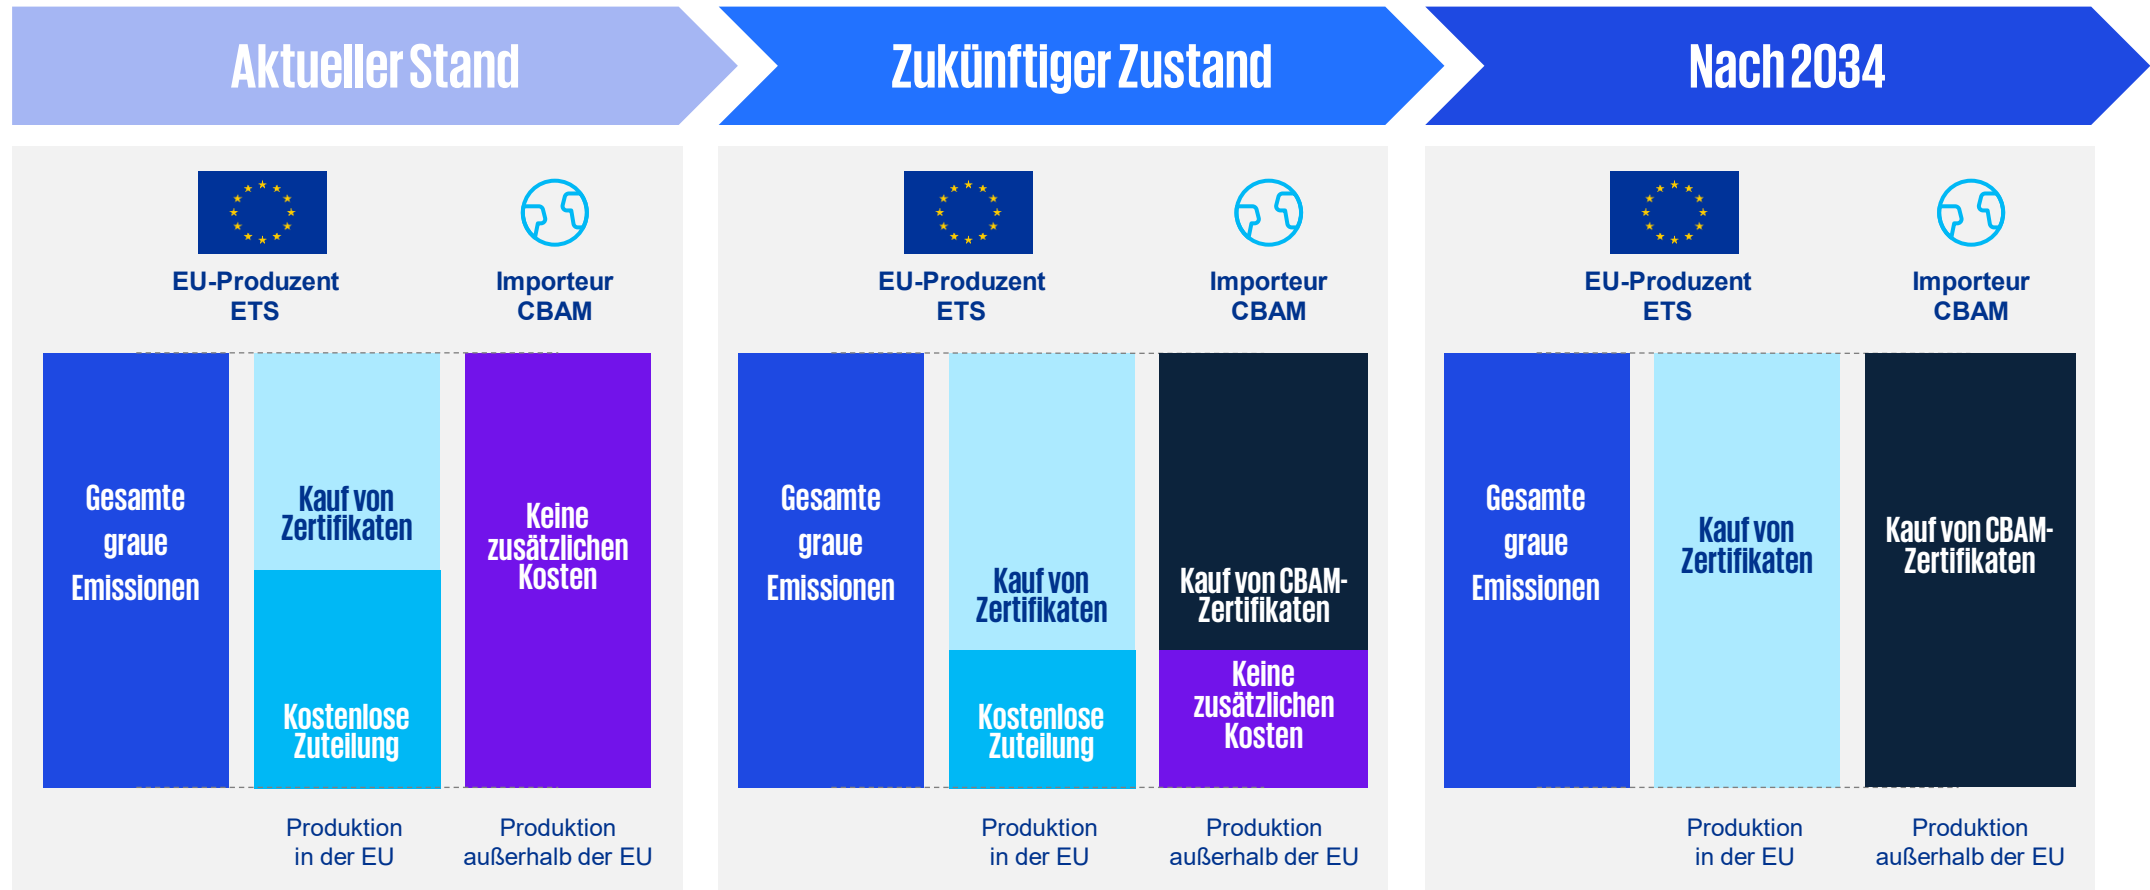 Aktueller Stand
Zukünftiger Zustand
Nach 2034
EU-Produzent
ETS
Importeur
CBAM
Gesamte
graue
Emissionen
Kauf von
Zertifikaten
Kostenlose
Zuteilung
Keine
zusätzlichen
Kosten
Produktion
in der EU
Produktion
außerhalb der EU
EU-Produzent
ETS
Importeur
CBAM
Gesamte
graue
Emissionen
Kauf von
Zertifikaten
Kostenlose
Zuteilung
Kauf von CBAM-
Zertifikaten
Keine
zusätzlichen
Kosten
Produktion
in der EU
Produktion
außerhalb der EU
EU-Produzent
ETS
Importeur
CBAM
Gesamte
graue
Emissionen
Kauf von
Zertifikaten
Kauf von CBAM-
Zertifikaten
Produktion
in der EU
Produktion
außerhalb der EU